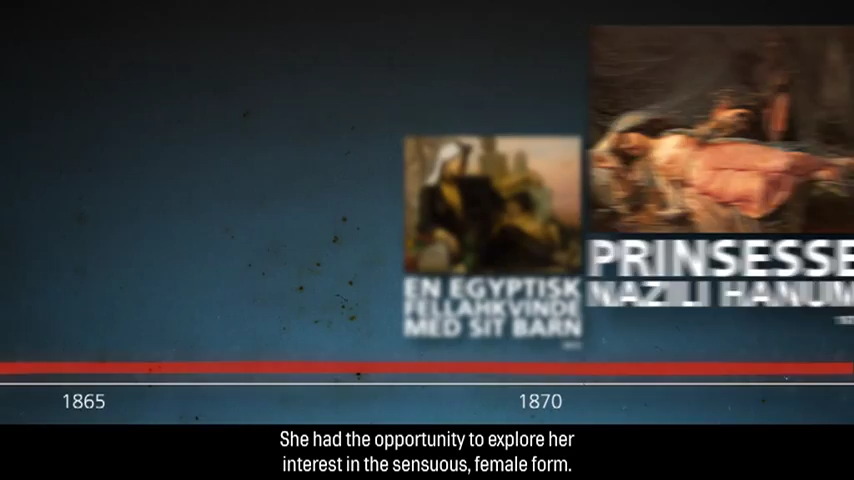 EN EGYPTISK
FELLAHKVINDE
MED SIT BARN
PRINSESSE
NAZILI HANUM
1865
1870
She had the opportunity to explore her
interest in the sensuous, female form.